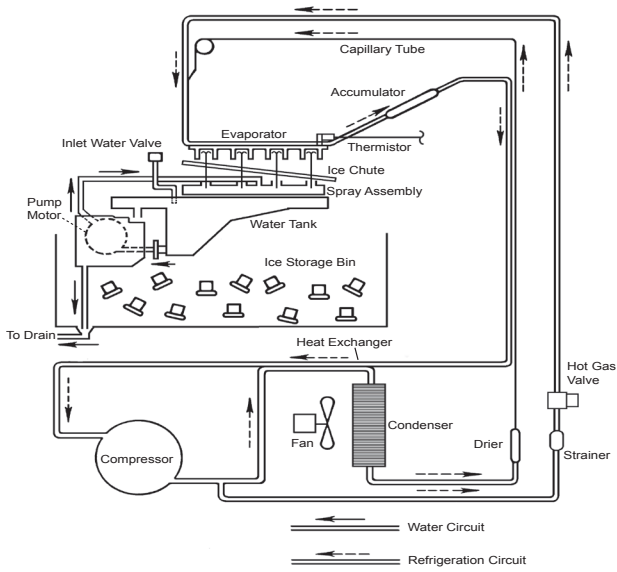 Capillary Tube
Accumulator
Evaporator
Thermistor
Inlet Water Valve
Ice Chute
Spray Assembly
Pump
Motor
Water Tank
Ice Storage Bin
To Drain
Heat Exchanger
Hot Gas
Valve
Condenser
Fan
Drier
Strainer
Compressor
Water Circuit
Refrigeration Circuit